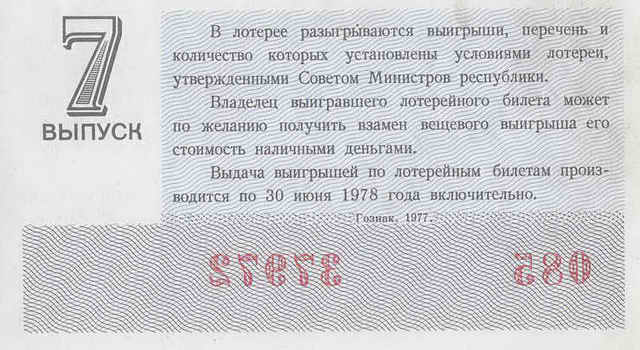 7
ВЫПУСК
В лотерее разыгрываются выигрыши, перечень и
количество которых установлены условиями лотереи,
утвержденными Советом Министров республики.
Владелец выигравшего лотерейного билета может
по желанию получить взамен вещевого выигрыша его
стоимость наличными деньгами.
Выдача выигрышей по лотерейным билетам произ-
водится по 30 июня 1978 года включительно.
Гознак. 1977.
085 37972